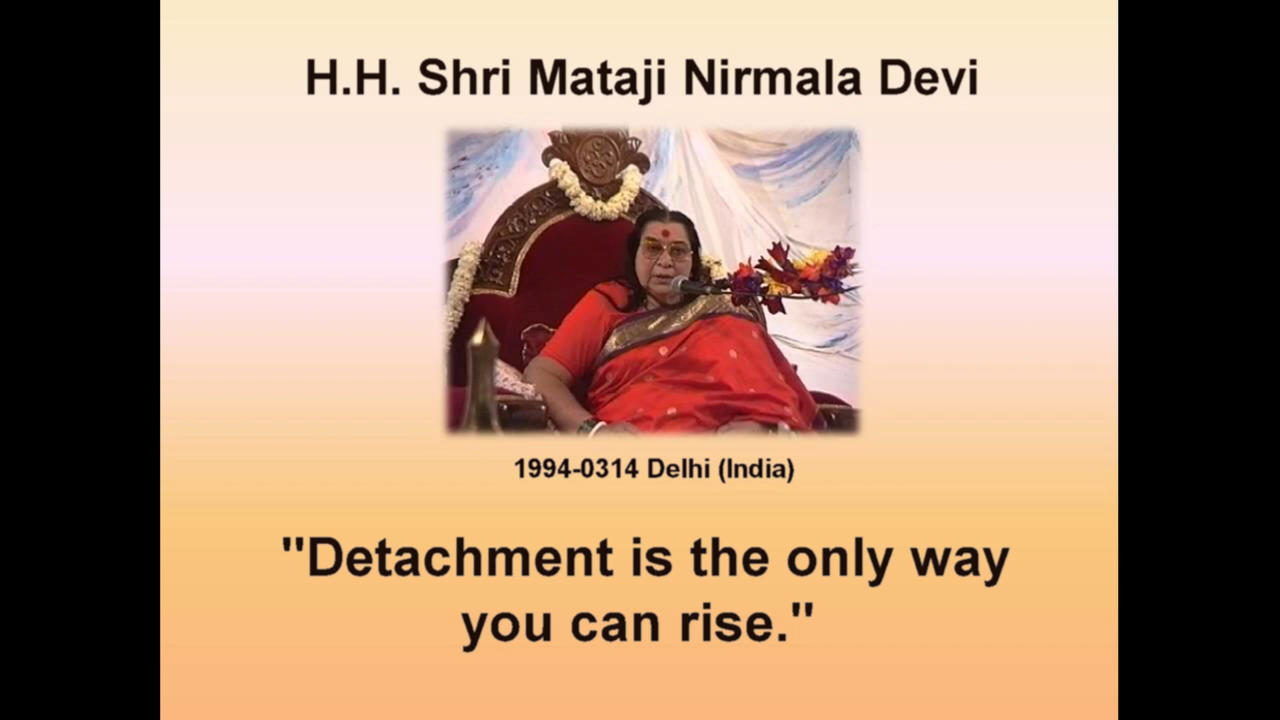 H.H. Shri Mataji Nirmala Devi
1994-0314 Delhi (India)
"Detachment is the only way
you can rise."